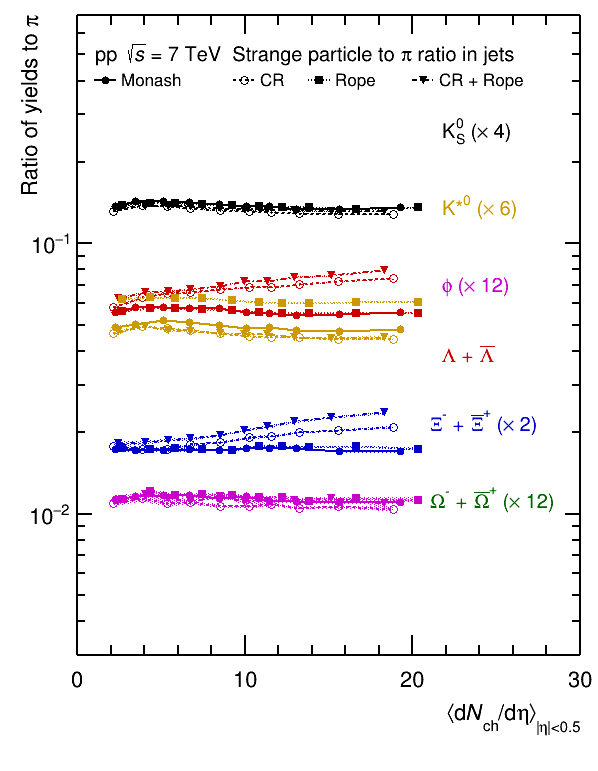 pp √s = 7 TeV Strange particle to π ratio in jets
Monash CR Rope CR + Rope
K⁰S (× 4)
K*⁰ (× 6)
ϕ (× 12)
Λ + Λ̅
Ξ⁻ + Ξ̅⁺ (× 2)
Ω⁻ + Ω̅⁺ (× 12)
Ratio of yields to π
10⁻¹
10⁻²
0 10 20 30
⟨dNch/dη⟩|η|<0.5